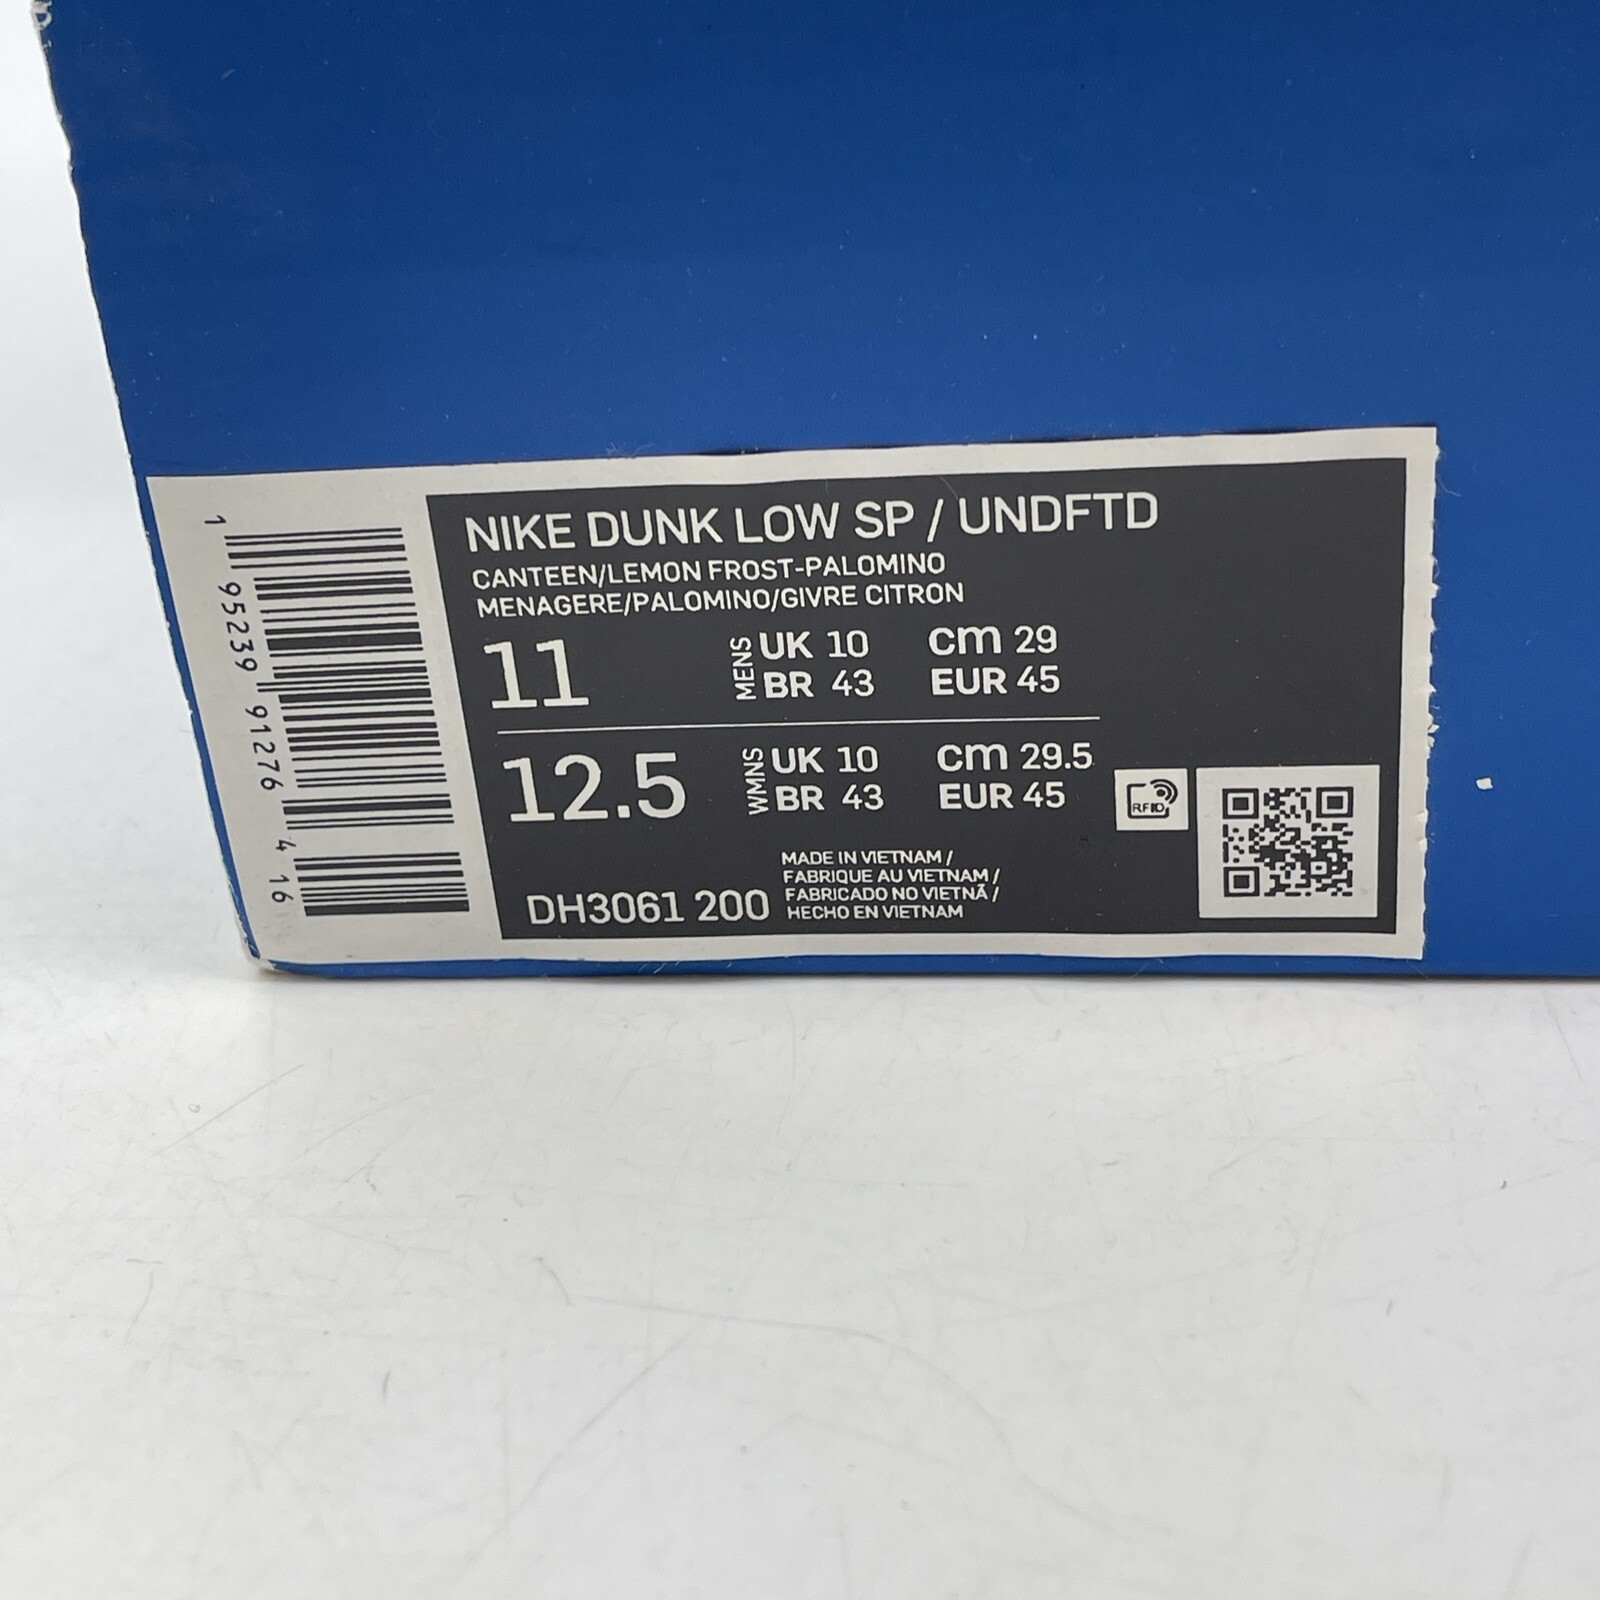 NIKE DUNK LOW SP / UNDFTD
CANTEEN/LEMON FROST-PALOMINO
MENAGERE/PALOMINO/GIVRE CITRON
11 MENS UK 10 cm 29
BR 43 EUR 45
12.5 WMNS UK 10 cm 29.5
BR 43 EUR 45
RFID
MADE IN VIETNAM /
FABRIQUE AU VIETNAM /
FABRICADO NO VIETNÃ /
HECHO EN VIETNAM
DH3061 200
1 95239 91276 4 16